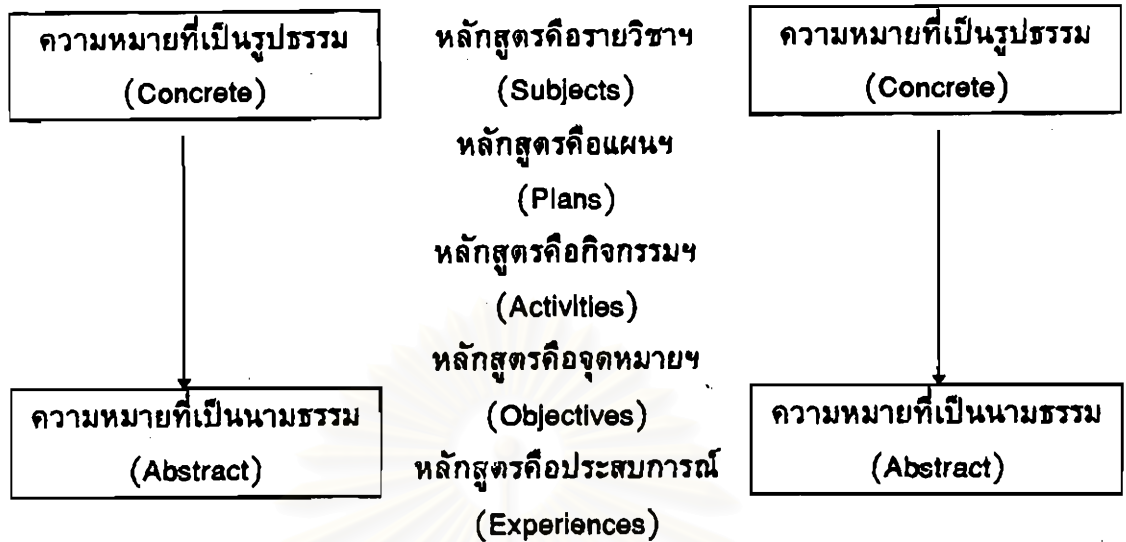 ความหมายที่เป็นรูปธรรม
(Concrete)
หลักสูตรคือรายวิชาฯ
(Subjects)
หลักสูตรคือแผนฯ
(Plans)
หลักสูตรคือกิจกรรมฯ
(Activities)
หลักสูตรคือจุดหมายฯ
(Objectives)
หลักสูตรคือประสบการณ์
(Experiences)
ความหมายที่เป็นนามธรรม
(Abstract)
ความหมายที่เป็นรูปธรรม
(Concrete)
ความหมายที่เป็นนามธรรม
(Abstract)